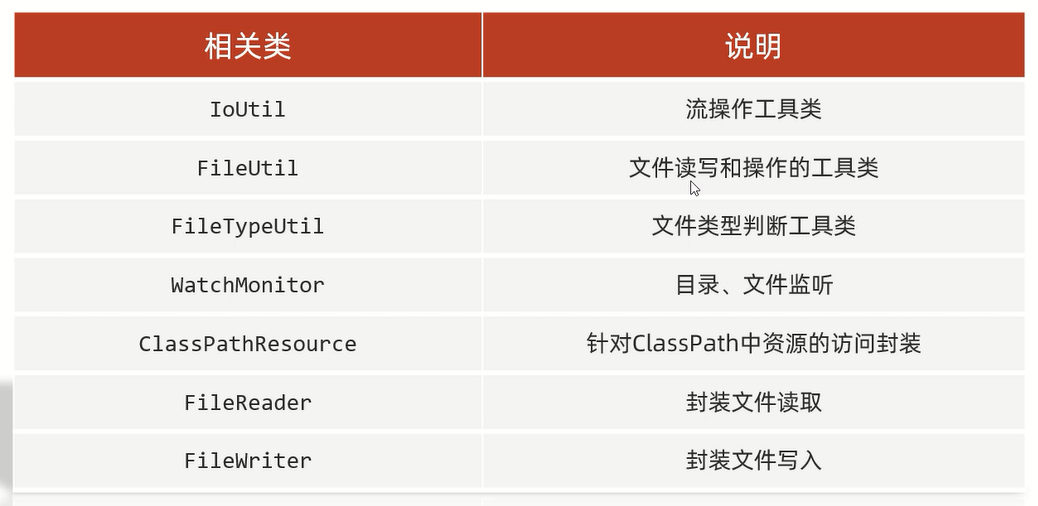 相关类 说明
IoUtil 流操作工具类
FileUtil 文件读写和操作的工具类
FileTypeUtil 文件类型判断工具类
WatchMonitor 目录、文件监听
ClassPathResource 针对ClassPath中资源的访问封装
FileReader 封装文件读取
FileWriter 封装文件写入